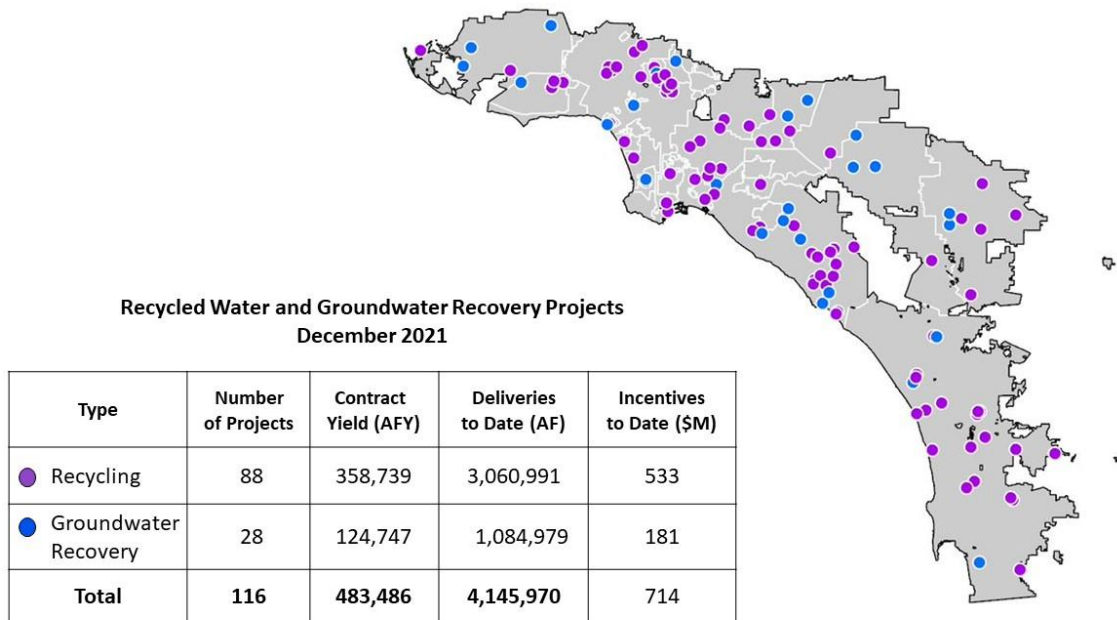 Recycled Water and Groundwater Recovery Projects
December 2021
Type
Number
of Projects
Contract
Yield (AFY)
Deliveries
to Date (AF)
Incentives
to Date ($M)
Recycling
88
358,739
3,060,991
533
Groundwater
Recovery
28
124,747
1,084,979
181
Total
116
483,486
4,145,970
714